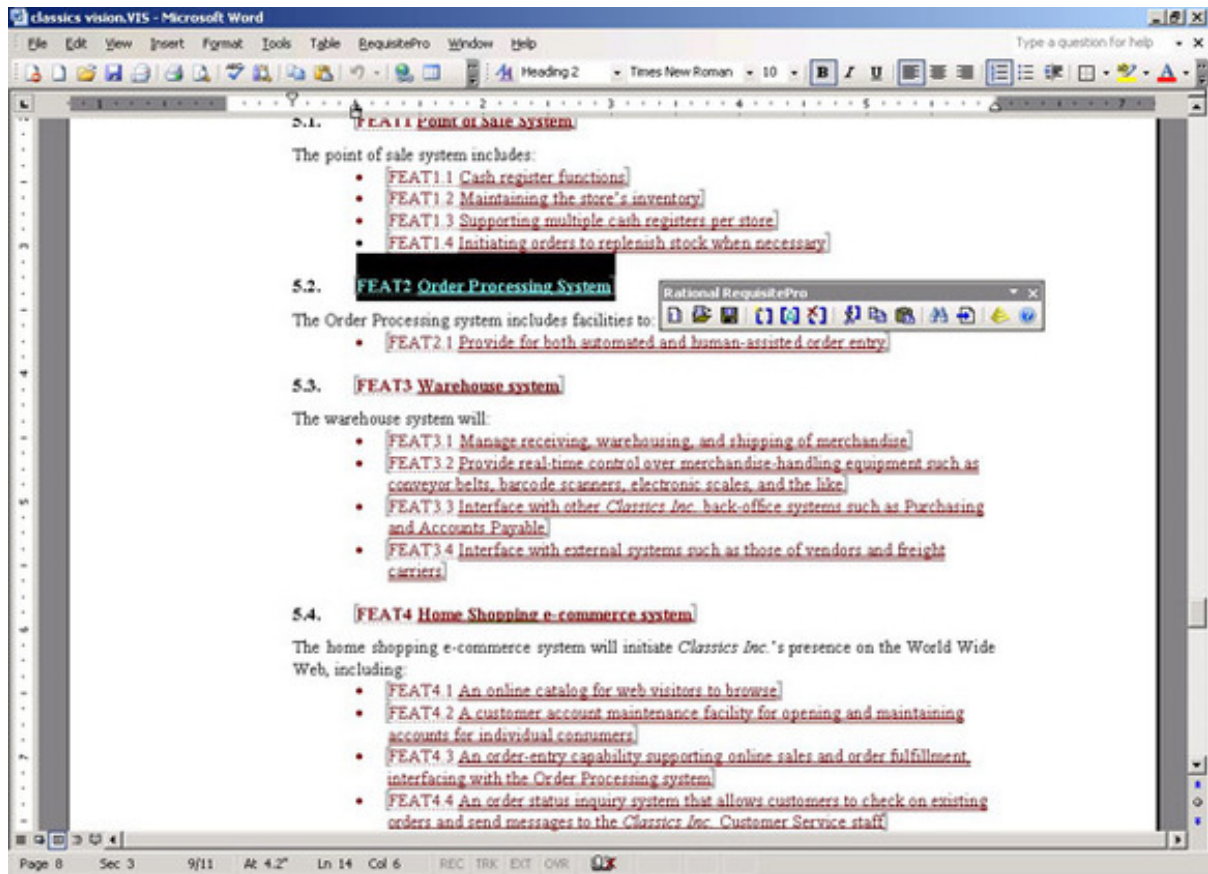 classics vision.VIS - Microsoft Word
File Edit View Insert Format Tools Table RequisitePro Window Help Type a question for help
Heading 2 Times New Roman 10 B I U
1 2 3 4 5 7
5.1. FEAT1 Point of Sale System
The point of sale system includes:
FEAT1.1 Cash register functions
FEAT1.2 Maintaining the store's inventory
FEAT1.3 Supporting multiple cash registers per store
FEAT1.4 Initiating orders to replenish stock when necessary
5.2. FEAT2 Order Processing System
Rational RequisitePro
The Order Processing system includes facilities to:
FEAT2.1 Provide for both automated and human-assisted order entry
5.3. FEAT3 Warehouse system
The warehouse system will:
FEAT3.1 Manage receiving, warehousing, and shipping of merchandise
FEAT3.2 Provide real-time control over merchandise-handling equipment such as
conveyor belts, barcode scanners, electronic scales, and the like
FEAT3.3 Interface with other Classics Inc. back-office systems such as Purchasing
and Accounts Payable
FEAT3.4 Interface with external systems such as those of vendors and freight
carriers
5.4. FEAT4 Home Shopping e-commerce system
The home shopping e-commerce system will initiate Classics Inc.'s presence on the World Wide
Web, including:
FEAT4.1 An online catalog for web visitors to browse
FEAT4.2 A customer account maintenance facility for opening and maintaining
accounts for individual consumers
FEAT4.3 An order-entry capability supporting online sales and order fulfillment,
interfacing with the Order Processing system
FEAT4.4 An order status inquiry system that allows customers to check on existing
orders and send messages to the Classics Inc. Customer Service staff
Page 8 Sec 3 9/11 At 4.2" Ln 14 Col 6 REC TRK EXT OVR